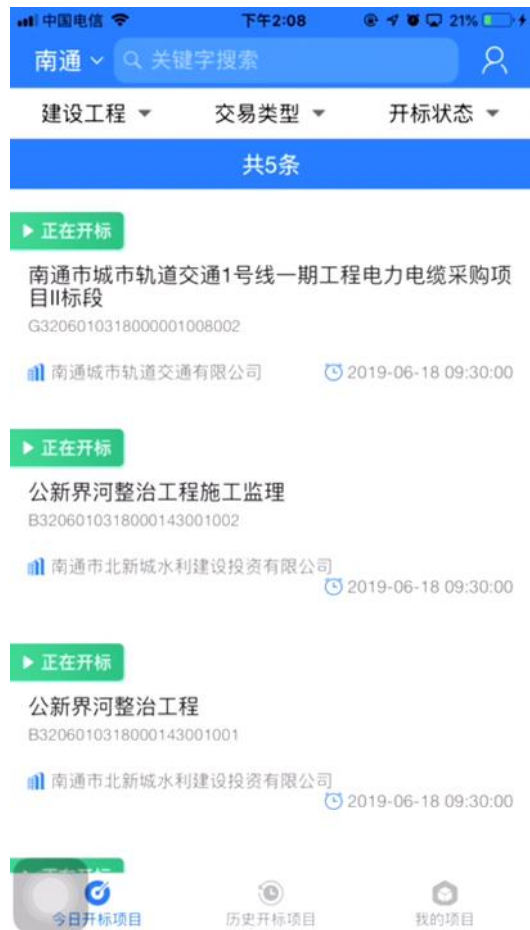 中国电信 下午2:08 21%
南通 关键字搜索
建设工程 交易类型 开标状态
共5条
正在开标
南通市城市轨道交通1号线一期工程电力电缆采购项
目II标段
G3206010318000001008002
南通城市轨道交通有限公司 2019-06-18 09:30:00
正在开标
公新界河整治工程施工监理
B3206010318000143001002
南通市北新城水利建设投资有限公司
2019-06-18 09:30:00
正在开标
公新界河整治工程
B3206010318000143001001
南通市北新城水利建设投资有限公司
2019-06-18 09:30:00
今日开标项目 历史开标项目 我的项目